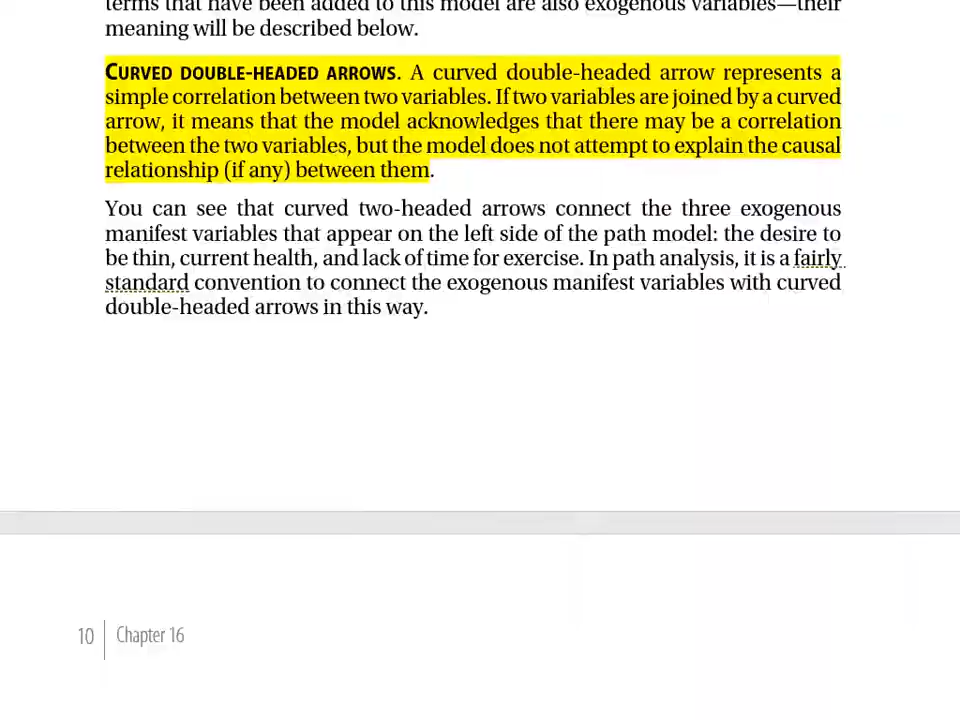 terms that have been added to this model are also exogenous variables—their
meaning will be described below.
CURVED DOUBLE-HEADED ARROWS. A curved double-headed arrow represents a
simple correlation between two variables. If two variables are joined by a curved
arrow, it means that the model acknowledges that there may be a correlation
between the two variables, but the model does not attempt to explain the causal
relationship (if any) between them.
You can see that curved two-headed arrows connect the three exogenous
manifest variables that appear on the left side of the path model: the desire to
be thin, current health, and lack of time for exercise. In path analysis, it is a fairly
standard convention to connect the exogenous manifest variables with curved
double-headed arrows in this way.
10 Chapter 16